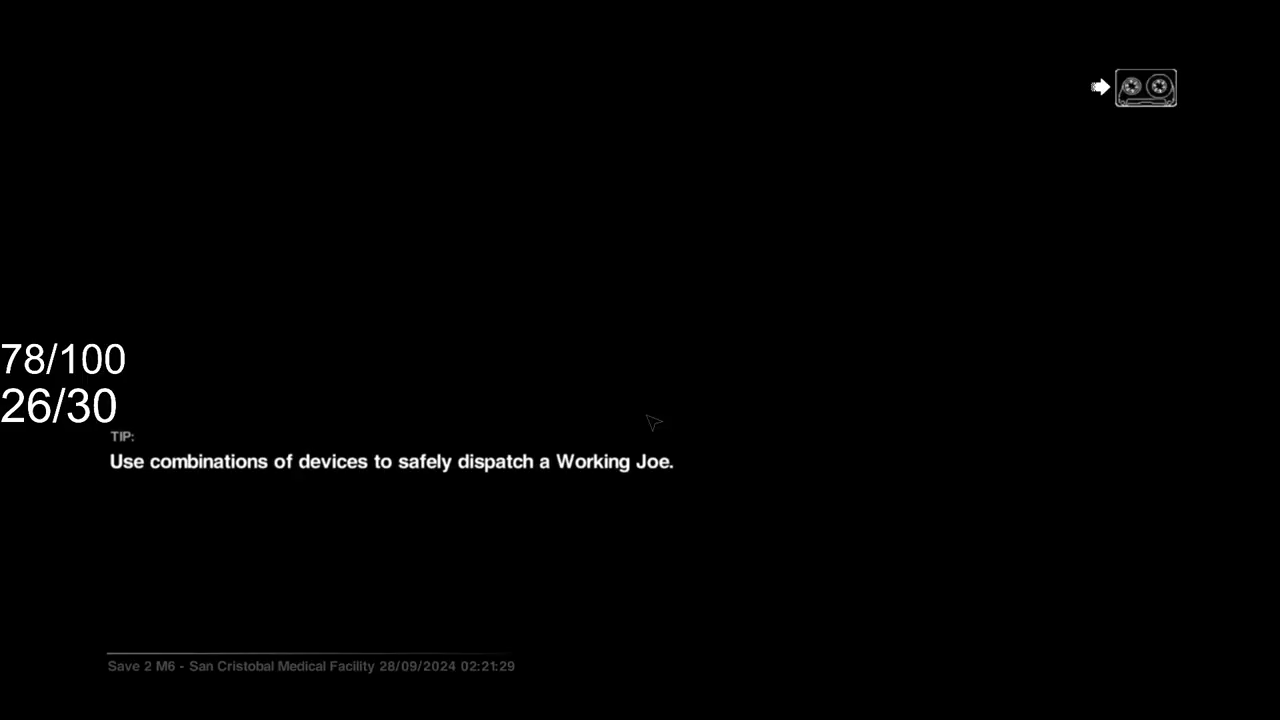 78/100
26/30
TIP:
Use combinations of devices to safely dispatch a Working Joe.
Save 2 M6 - San Cristobal Medical Facility 28/09/2024 02:21:29